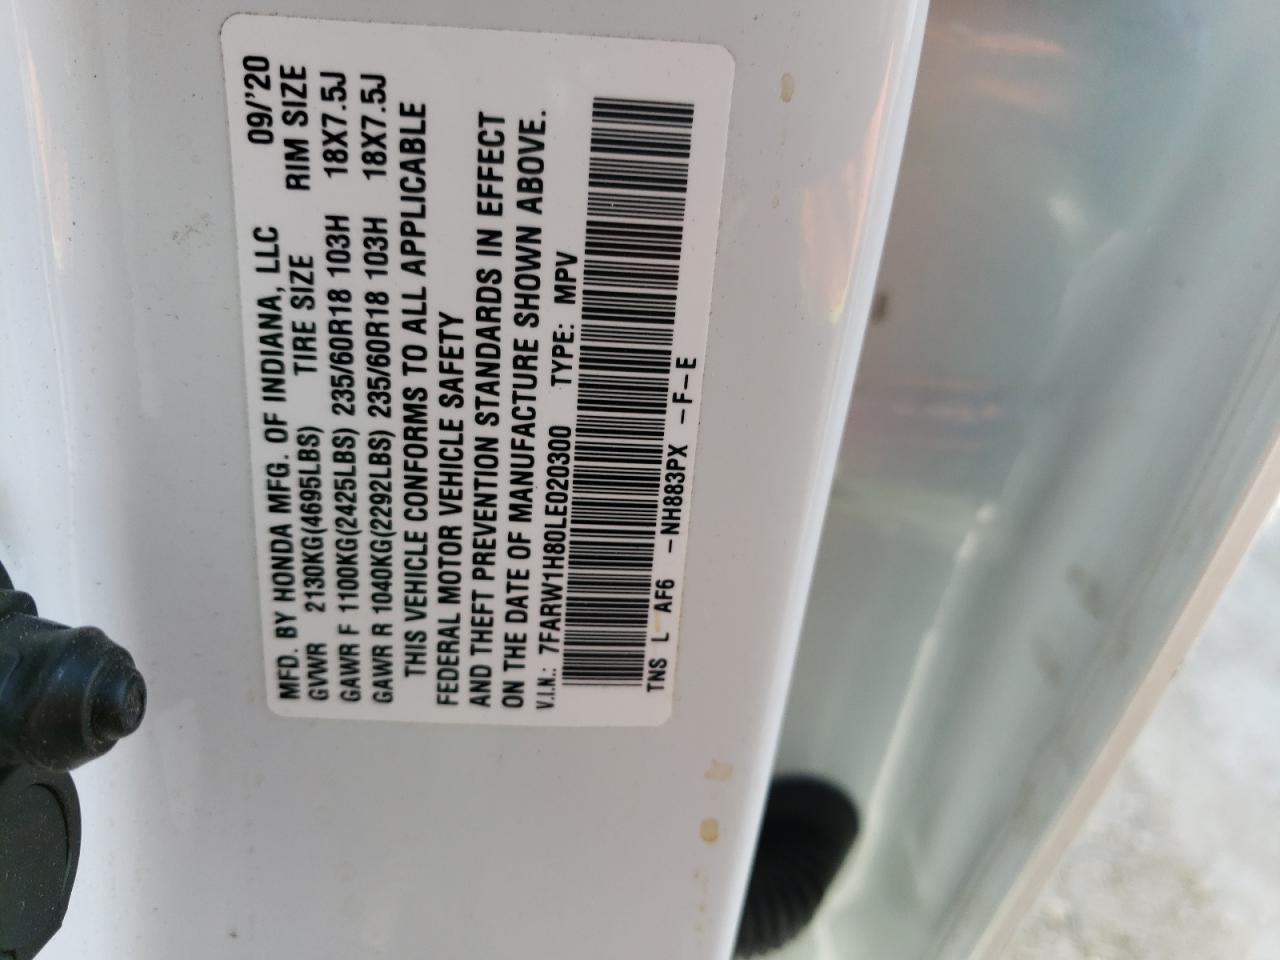 MFD. BY HONDA MFG. OF INDIANA, LLC 09/'20
GVWR 2130KG(4695LBS) TIRE SIZE RIM SIZE
GAWR F 1100KG(2425LBS) 235/60R18 103H 18X7.5J
GAWR R 1040KG(2292LBS) 235/60R18 103H 18X7.5J
THIS VEHICLE CONFORMS TO ALL APPLICABLE
FEDERAL MOTOR VEHICLE SAFETY
AND THEFT PREVENTION STANDARDS IN EFFECT
ON THE DATE OF MANUFACTURE SHOWN ABOVE.
V.I.N.: 7FARW1H80LE020300 TYPE: MPV
TNS L AF6 -NH883PX -F-E